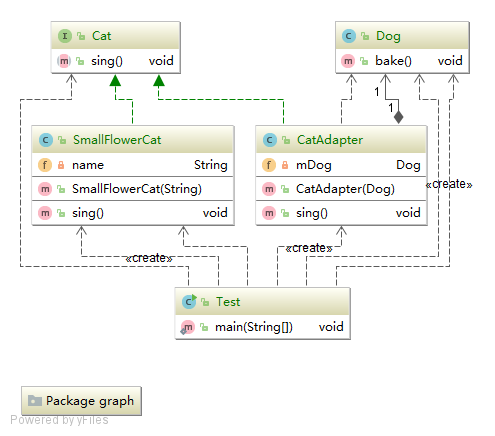 I Cat
m sing() void
C Dog
m bake() void
1
1
C SmallFlowerCat
f name String
m SmallFlowerCat(String)
m sing() void
C CatAdapter
f mDog Dog
m CatAdapter(Dog)
m sing() void
«create»
«create»
«create»
C Test
m main(String[]) void
Package graph
Powered by yFiles